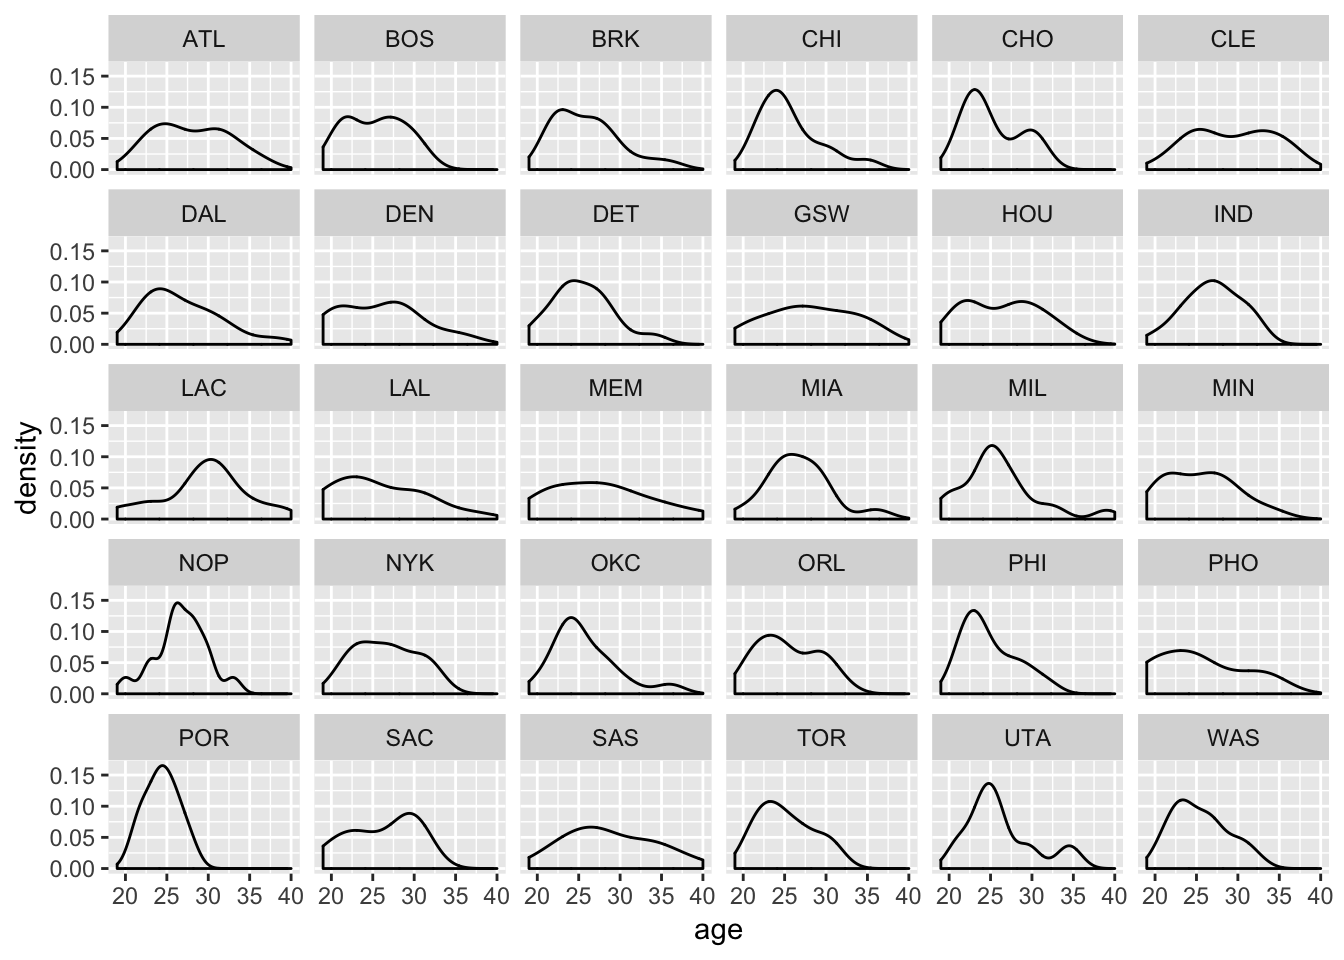 ATL BOS BRK CHI CHO CLE
0.15
0.10
0.05
0.00
DAL DEN DET GSW HOU IND
0.15
0.10
0.05
0.00
LAC LAL MEM MIA MIL MIN
0.15
0.10
0.05
0.00
density
NOP NYK OKC ORL PHI PHO
0.15
0.10
0.05
0.00
POR SAC SAS TOR UTA WAS
0.15
0.10
0.05
0.00
20 25 30 35 40 20 25 30 35 40 20 25 30 35 40 20 25 30 35 40 20 25 30 35 40 20 25 30 35 40
age